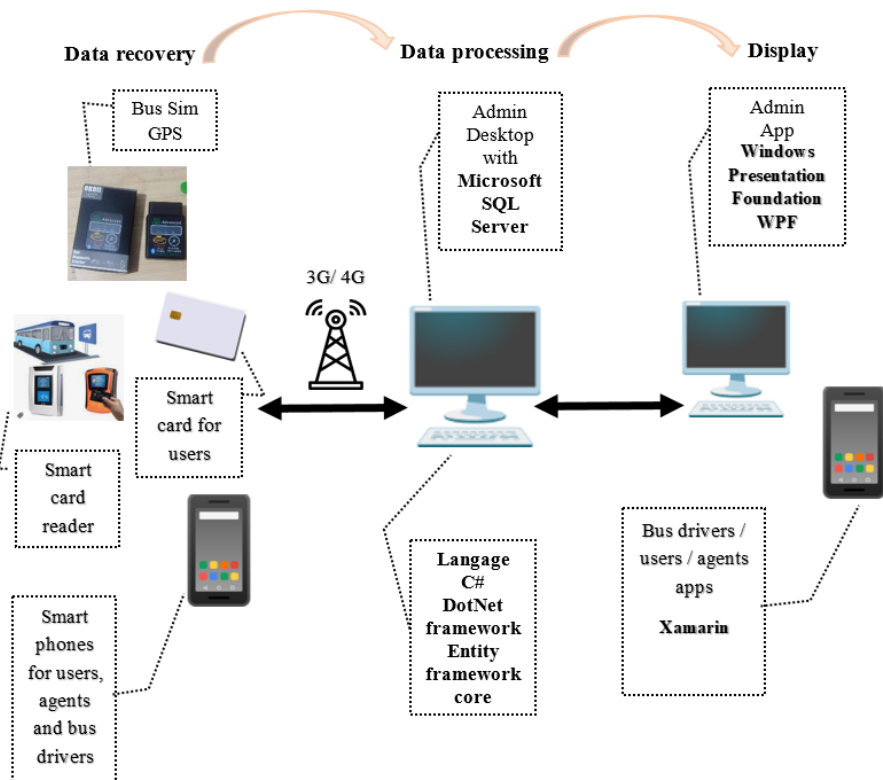 Data recovery
Data processing
Display
Bus Sim
GPS
Admin
Desktop
with
Microsoft
SQL
Server
Admin
App
Windows
Presentation
Foundation
WPF
3G/ 4G
Smart
card for
users
Smart
card
reader
Smart
phones
for users,
agents
and bus
drivers
Langage
C#
DotNet
framework
Entity
framework
core
Bus drivers /
users / agents
apps
Xamarin